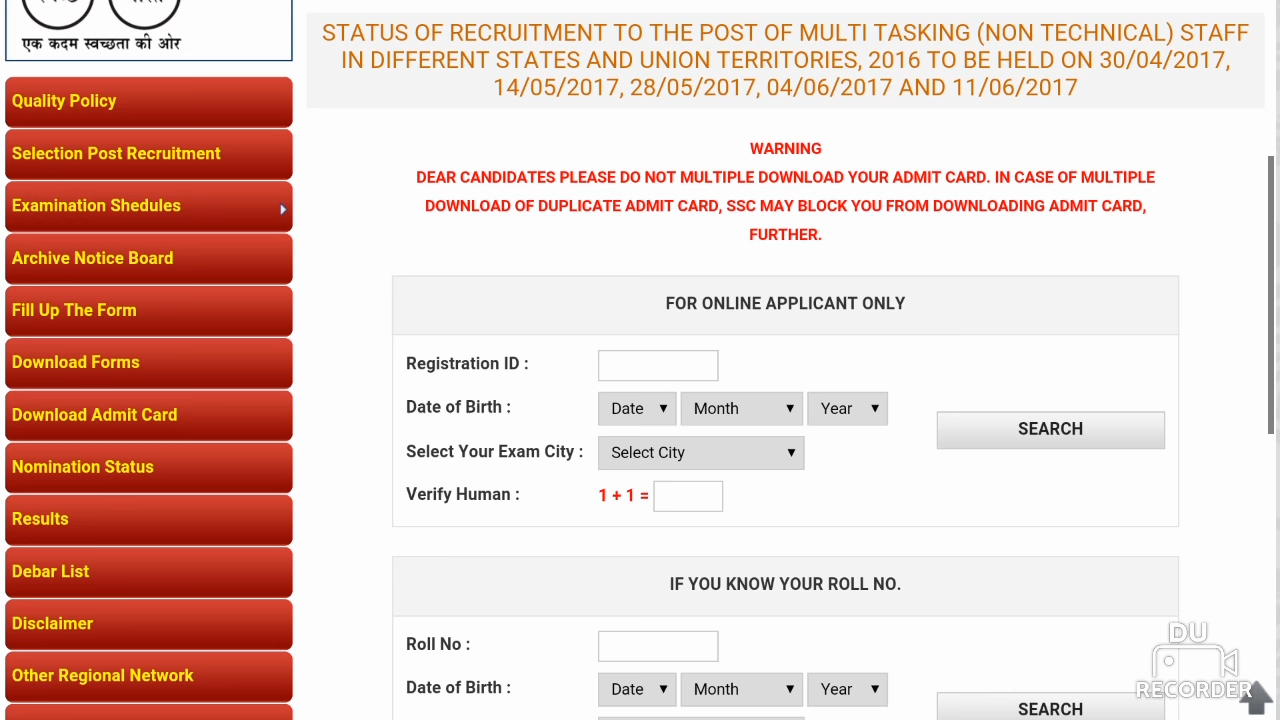 एक कदम स्वच्छता की ओर
Quality Policy
Selection Post Recruitment
Examination Shedules
Archive Notice Board
Fill Up The Form
Download Forms
Download Admit Card
Nomination Status
Results
Debar List
Disclaimer
Other Regional Network
STATUS OF RECRUITMENT TO THE POST OF MULTI TASKING (NON TECHNICAL) STAFF
IN DIFFERENT STATES AND UNION TERRITORIES, 2016 TO BE HELD ON 30/04/2017,
14/05/2017, 28/05/2017, 04/06/2017 AND 11/06/2017
WARNING
DEAR CANDIDATES PLEASE DO NOT MULTIPLE DOWNLOAD YOUR ADMIT CARD. IN CASE OF MULTIPLE
DOWNLOAD OF DUPLICATE ADMIT CARD, SSC MAY BLOCK YOU FROM DOWNLOADING ADMIT CARD,
FURTHER.
FOR ONLINE APPLICANT ONLY
Registration ID :
Date of Birth : Date Month Year
SEARCH
Select Your Exam City : Select City
Verify Human : 1 + 1 =
IF YOU KNOW YOUR ROLL NO.
Roll No :
Date of Birth : Date Month Year
SEARCH
DU
RECORDER